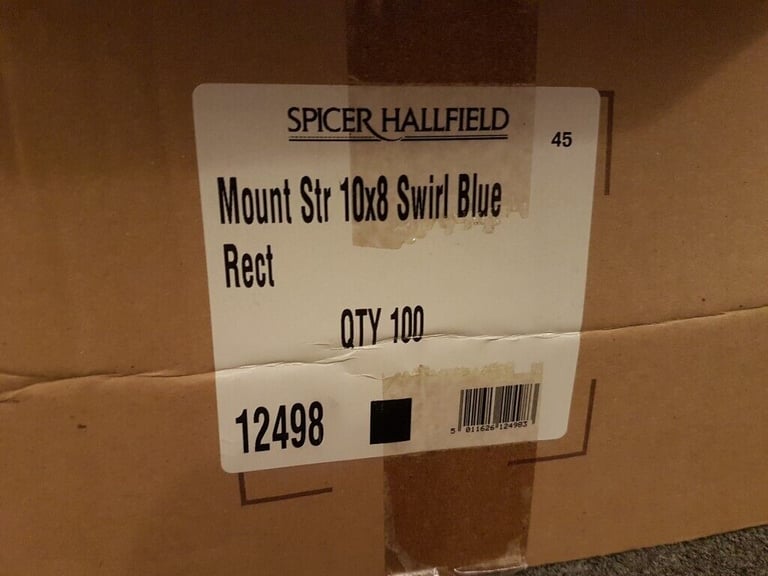 SPICER HALLFIELD
45
Mount Str 10x8 Swirl Blue
Rect
QTY 100
12498
5 011626 124983